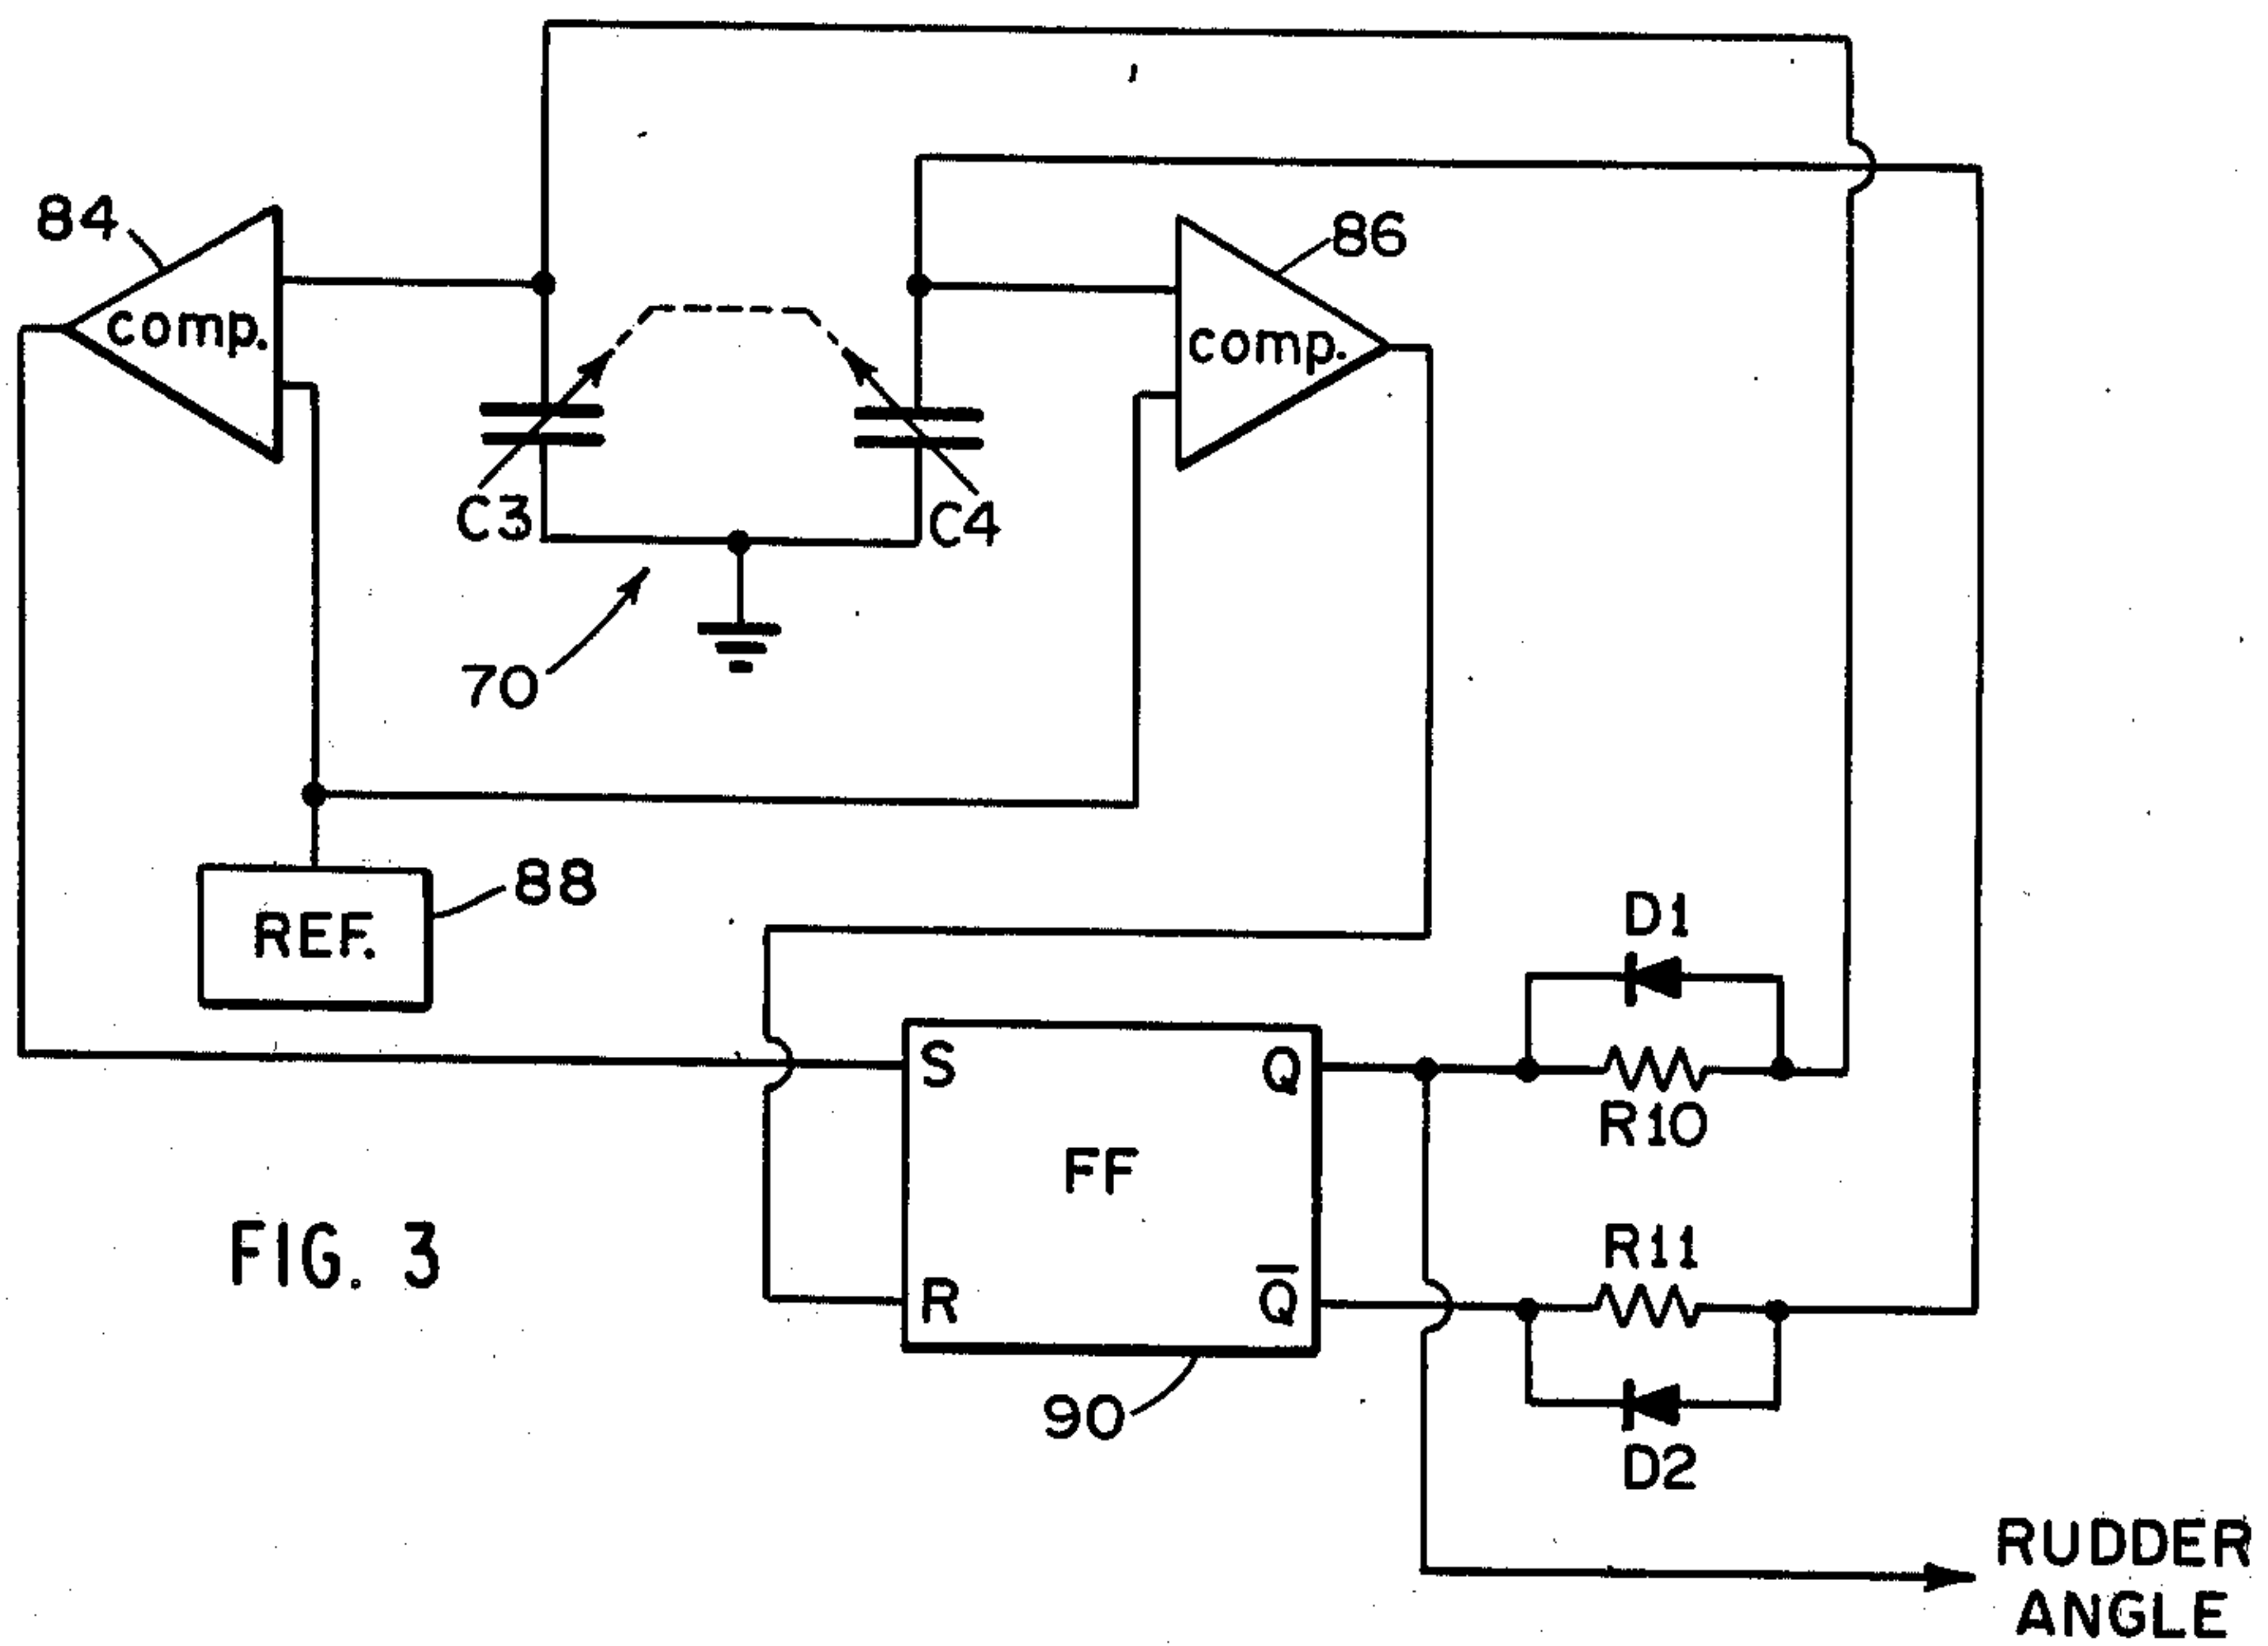 84
comp.
86
comp.
C3
C4
70
REF.
88
D1
S
Q
R10
FF
R11
R
Q̅
90
D2
FIG. 3
RUDDER
ANGLE